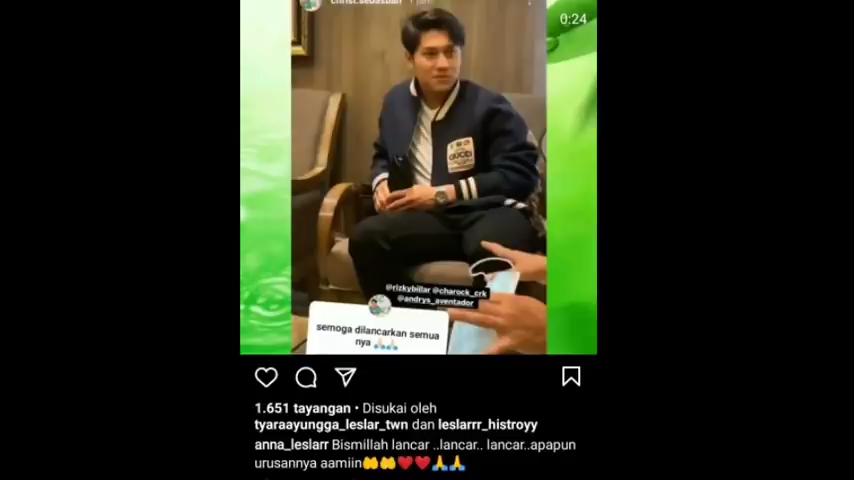 0:24
GUCCI
@rizkybillar @charock_crk
@andrys_aventador
semoga dilancarkan semua
nya 🙏🏻🙏🏻
1.651 tayangan • Disukai oleh
tyaraayungga_leslar_twn dan leslarrr_histroyy
anna_leslarr Bismillah lancar ..lancar.. lancar..apapun
urusannya aamiin🤲🤲❤️❤️🙏🙏